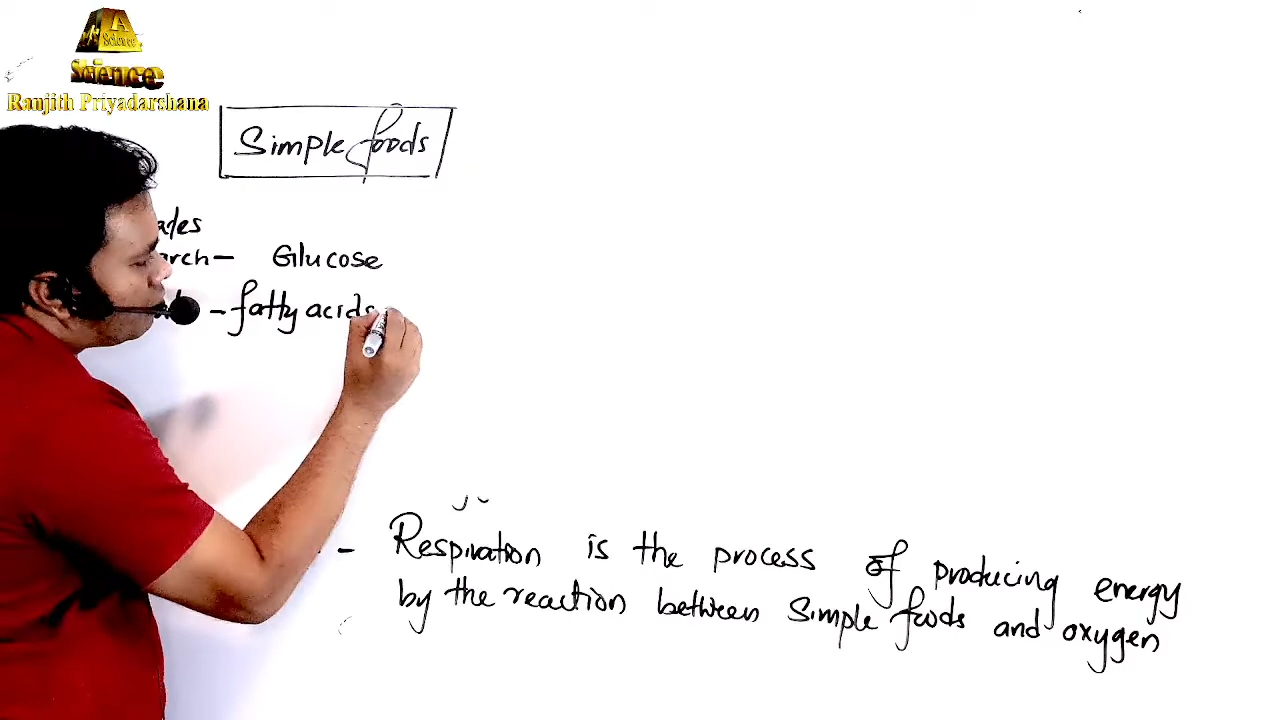 A
Science
Science
Ranjith Priyadarshana
Simple foods
Glucose
- fatty acids
- Respiration is the process of producing energy
by the reaction between Simple foods and oxygen